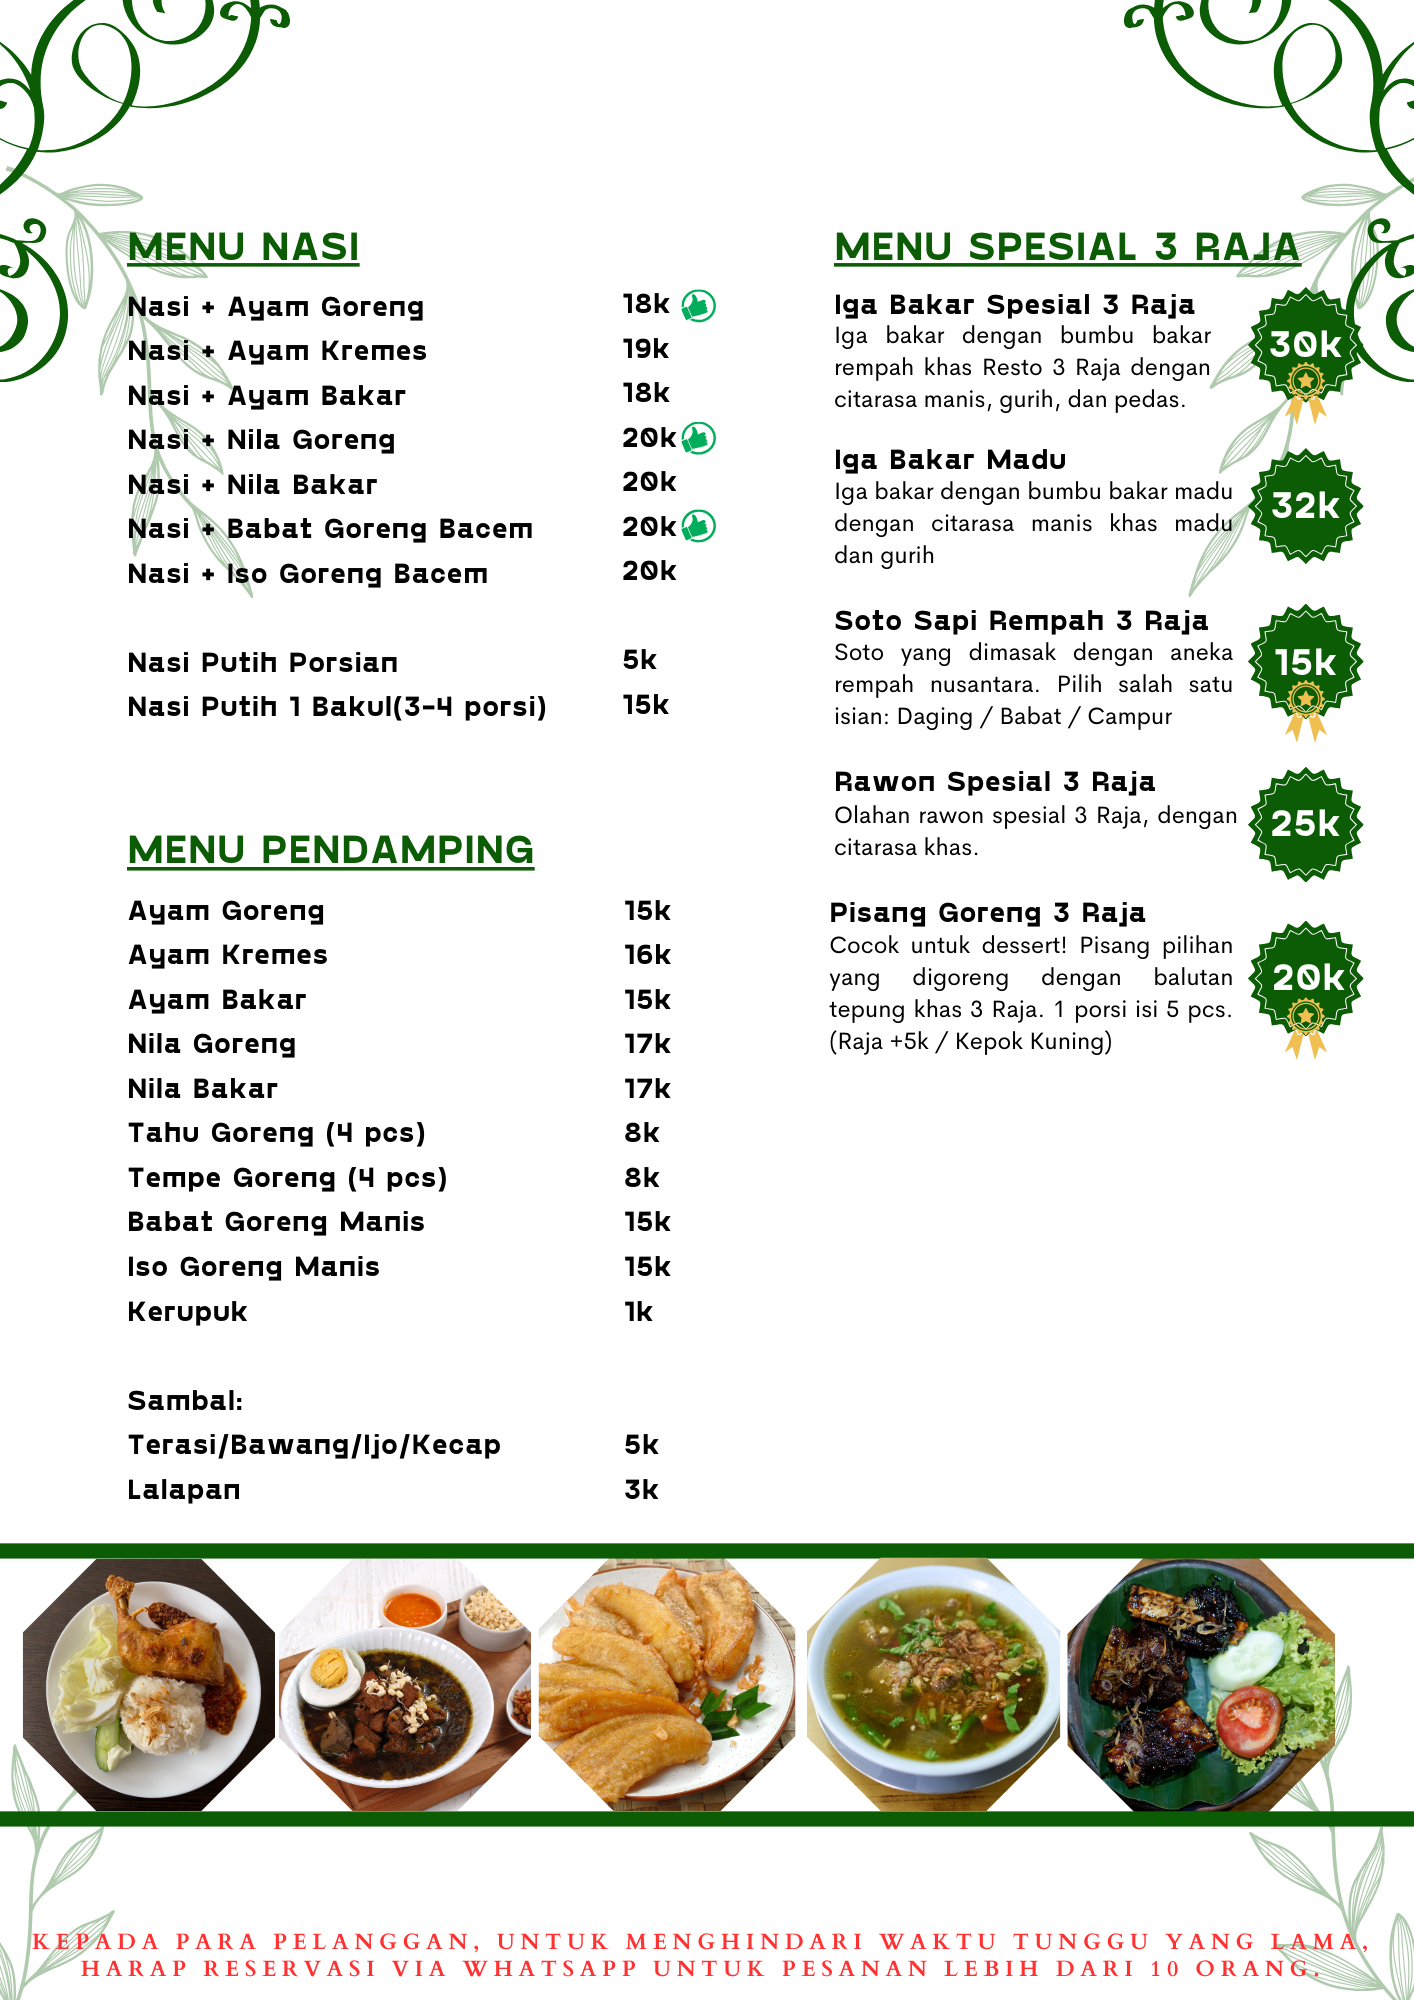 MENU NASI
Nasi + Ayam Goreng 18k
Nasi + Ayam Kremes 19k
Nasi + Ayam Bakar 18k
Nasi + Nila Goreng 20k
Nasi + Nila Bakar 20k
Nasi + Babat Goreng Bacem 20k
Nasi + Iso Goreng Bacem 20k
Nasi Putih Porsian 5k
Nasi Putih 1 Bakul(3-4 porsi) 15k
MENU PENDAMPING
Ayam Goreng 15k
Ayam Kremes 16k
Ayam Bakar 15k
Nila Goreng 17k
Nila Bakar 17k
Tahu Goreng (4 pcs) 8k
Tempe Goreng (4 pcs) 8k
Babat Goreng Manis 15k
Iso Goreng Manis 15k
Kerupuk 1k
Sambal:
Terasi/Bawang/Ijo/Kecap 5k
Lalapan 3k
MENU SPESIAL 3 RAJA
Iga Bakar Spesial 3 Raja
Iga bakar dengan bumbu bakar
rempah khas Resto 3 Raja dengan
citarasa manis, gurih, dan pedas.
30k
Iga Bakar Madu
Iga bakar dengan bumbu bakar madu
dengan citarasa manis khas madu
dan gurih
32k
Soto Sapi Rempah 3 Raja
Soto yang dimasak dengan aneka
rempah nusantara. Pilih salah satu
isian: Daging / Babat / Campur
15k
Rawon Spesial 3 Raja
Olahan rawon spesial 3 Raja, dengan
citarasa khas.
25k
Pisang Goreng 3 Raja
Cocok untuk dessert! Pisang pilihan
yang digoreng dengan balutan
tepung khas 3 Raja. 1 porsi isi 5 pcs.
(Raja +5k / Kepok Kuning)
20k
KEPADA PARA PELANGGAN, UNTUK MENGHINDARI WAKTU TUNGGU YANG LAMA,
HARAP RESERVASI VIA WHATSAPP UNTUK PESANAN LEBIH DARI 10 ORANG.